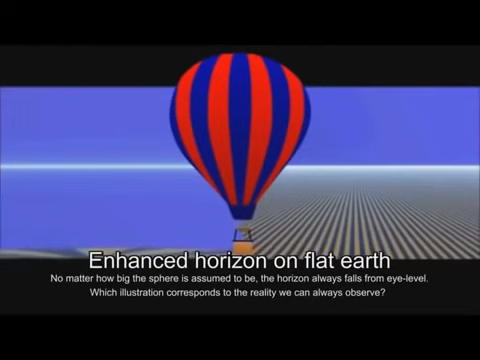 Enhanced horizon on flat earth
No matter how big the sphere is assumed to be, the horizon always falls from eye-level.
Which illustration corresponds to the reality we can always observe?